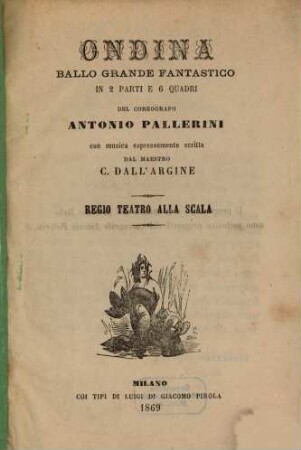 ONDINA
BALLO GRANDE FANTASTICO
IN 2 PARTI E 6 QUADRI
DEL COREOGRAFO
ANTONIO PALLERINI
con musica espressamente scritta
DAL MAESTRO
C. DALL'ARGINE
REGIO TEATRO ALLA SCALA
MILANO
COI TIPI DI LUIGI DI GIACOMO PIROLA
1869